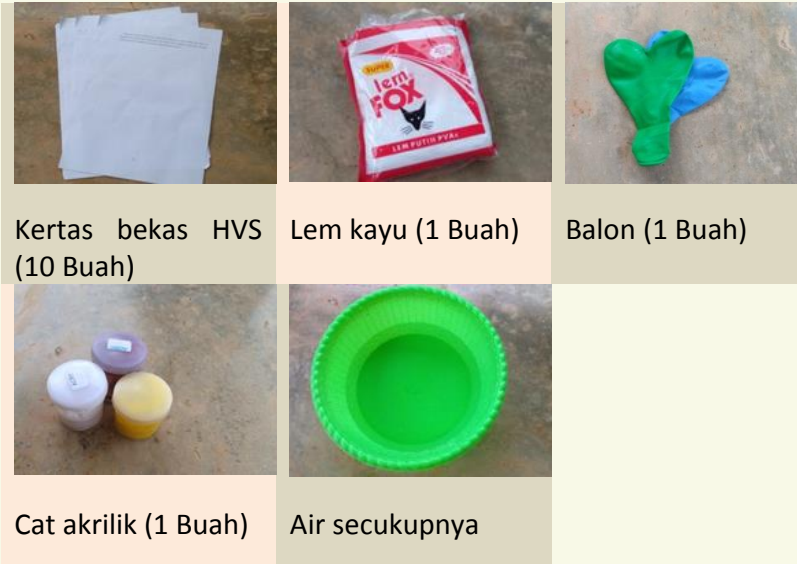 SUPER
lem
FOX
LEM PUTIH PVAc
Kertas bekas HVS
(10 Buah)
Lem kayu (1 Buah)
Balon (1 Buah)
Cat akrilik (1 Buah)
Air secukupnya